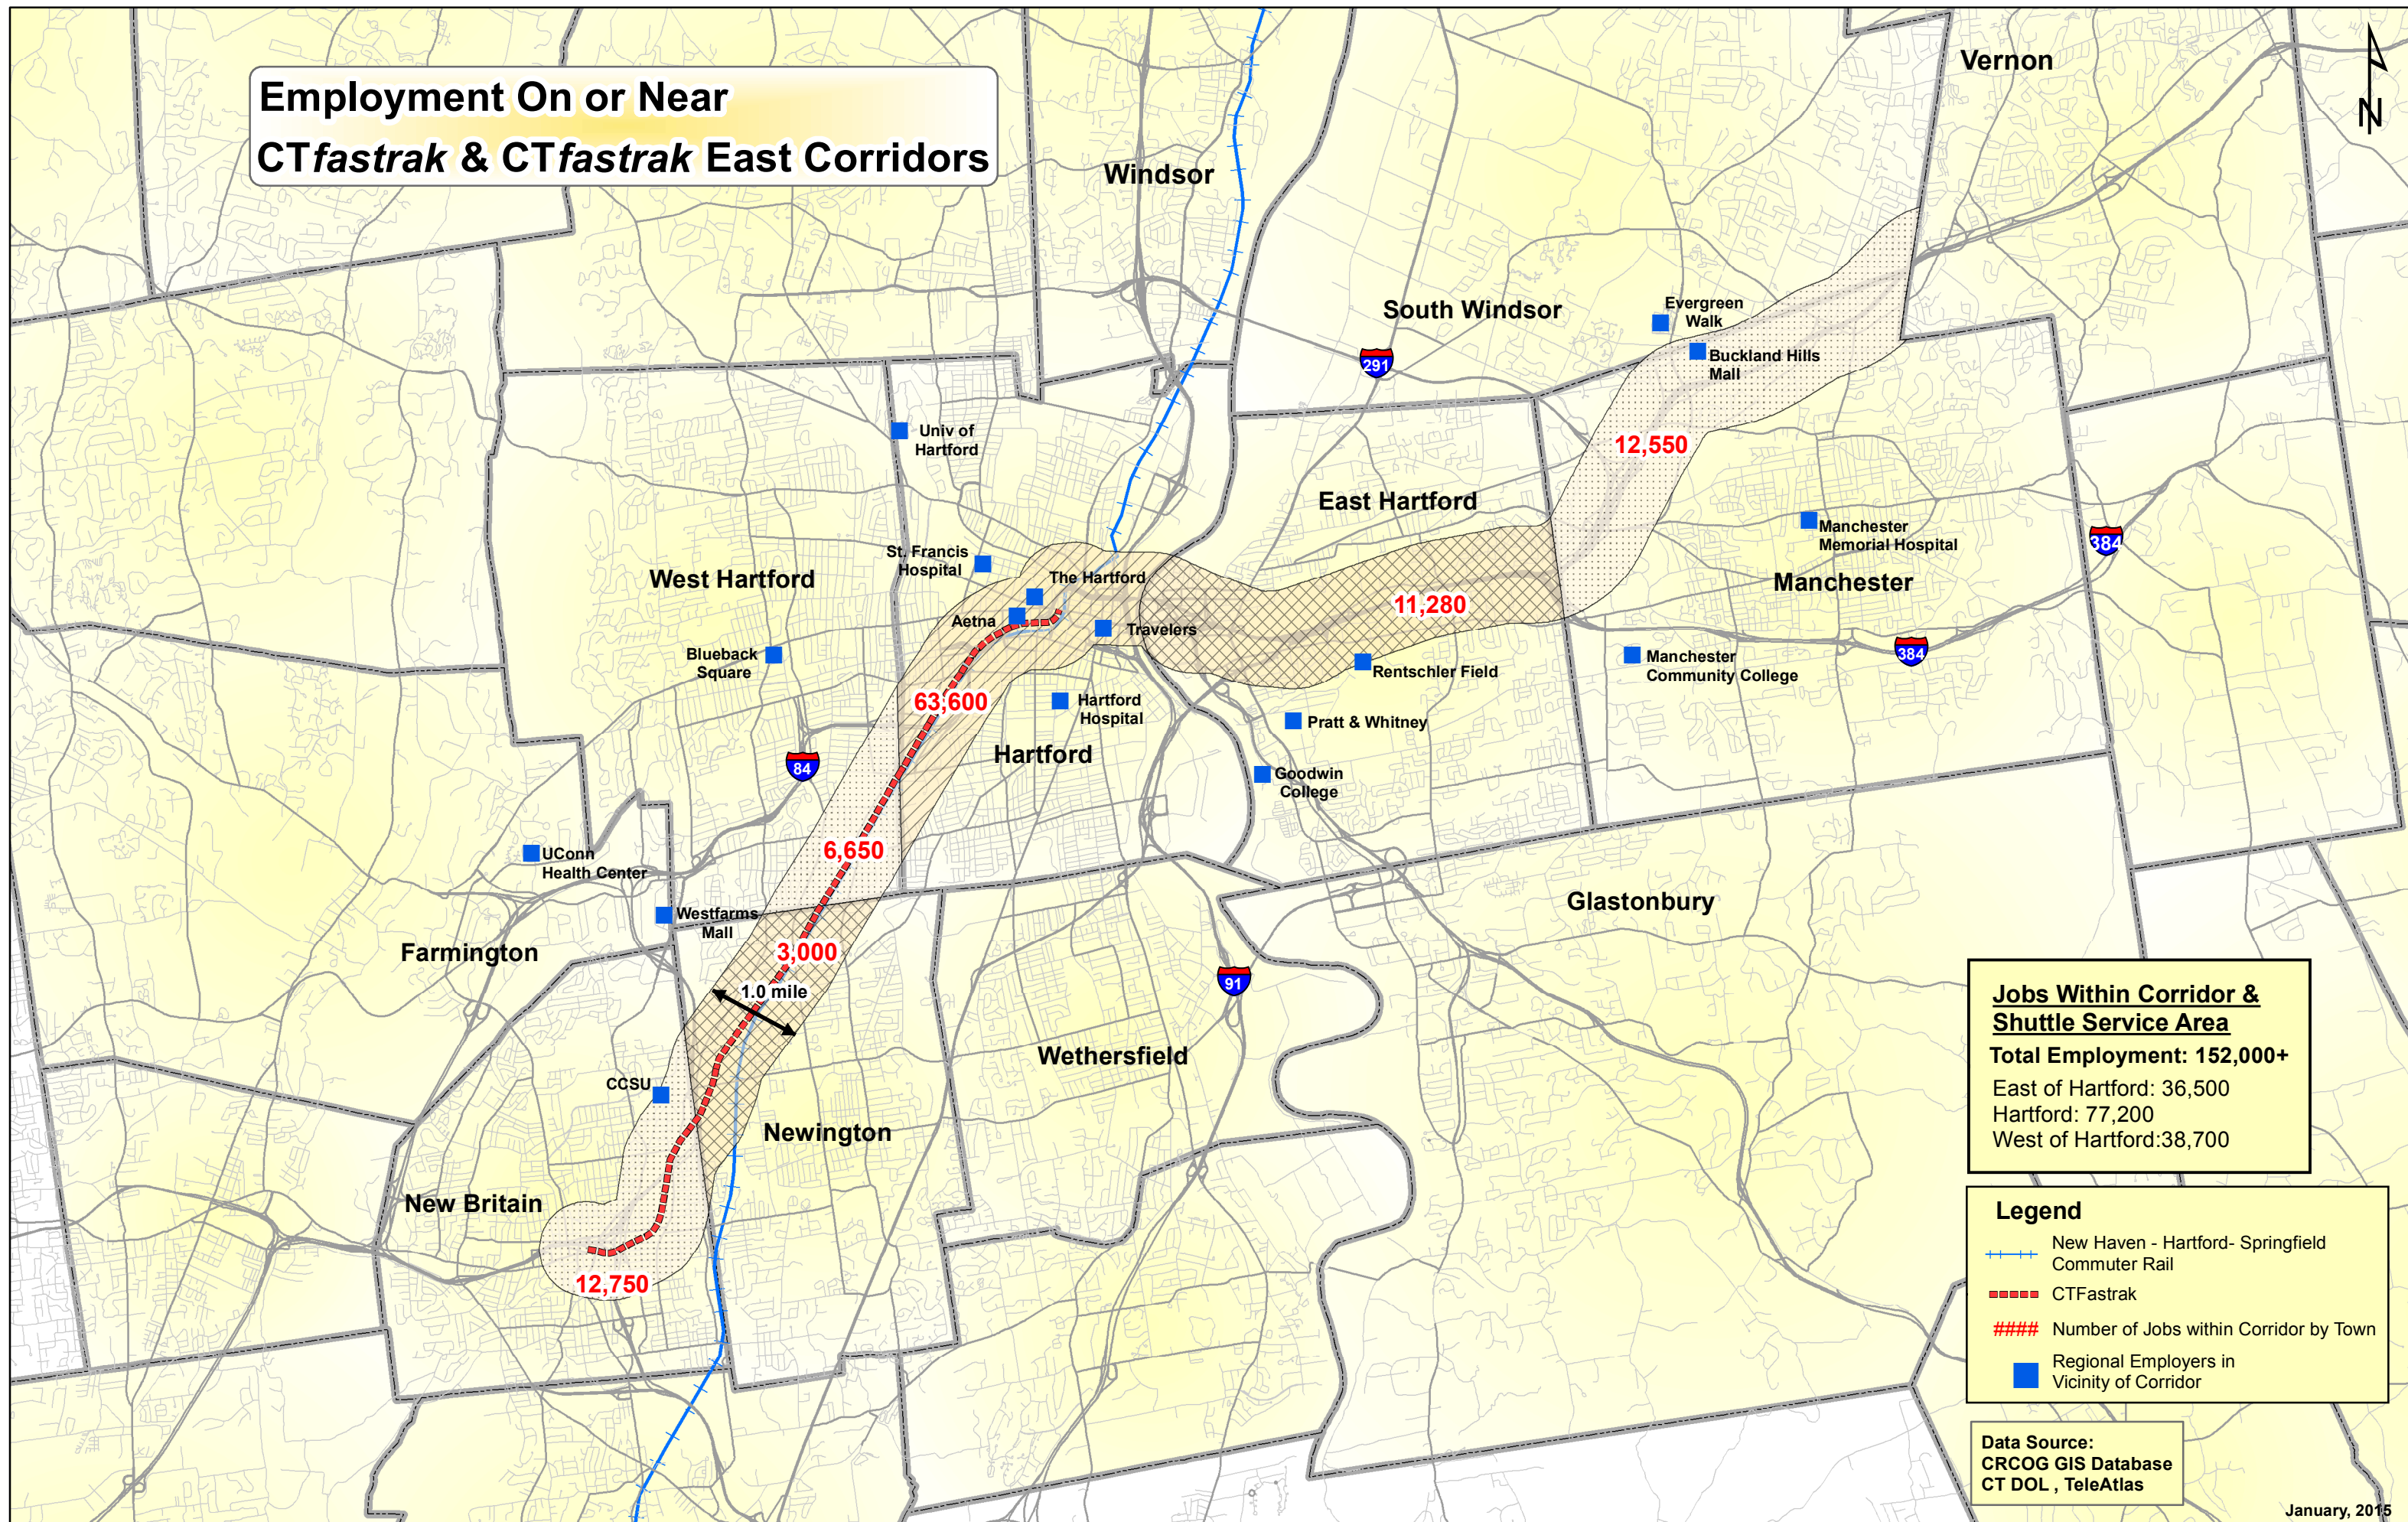 Employment On or Near
CTfastrak & CTfastrak East Corridors
Vernon
N
Windsor
South Windsor
Evergreen
Walk
Buckland Hills
Mall
291
Univ of
Hartford
12,550
East Hartford
Manchester
Memorial Hospital
384
St. Francis
Hospital
The Hartford
West Hartford
Manchester
11,280
Aetna
Travelers
Blueback
Square
Rentschler Field
Manchester
Community College
384
63,600
Hartford
Hospital
Pratt & Whitney
Hartford
84
Goodwin
College
6,650
UConn
Health Center
Westfarms
Mall
Glastonbury
Farmington
3,000
1.0 mile
91
Wethersfield
CCSU
Newington
New Britain
12,750
Jobs Within Corridor &
Shuttle Service Area
Total Employment: 152,000+
East of Hartford: 36,500
Hartford: 77,200
West of Hartford:38,700
Legend
New Haven - Hartford- Springfield
Commuter Rail
CTFastrak
#### Number of Jobs within Corridor by Town
Regional Employers in
Vicinity of Corridor
Data Source:
CRCOG GIS Database
CT DOL , TeleAtlas
January, 2015